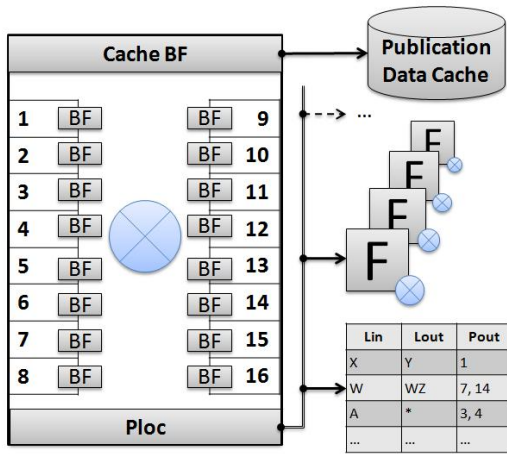 Cache BF
Publication
Data Cache
1 BF BF 9
2 BF BF 10
3 BF BF 11
4 BF BF 12
5 BF BF 13
6 BF BF 14
7 BF BF 15
8 BF BF 16
Ploc
...
F
F
F
F
Lin Lout Pout
X Y 1
W WZ 7, 14
A * 3, 4
... ... ...